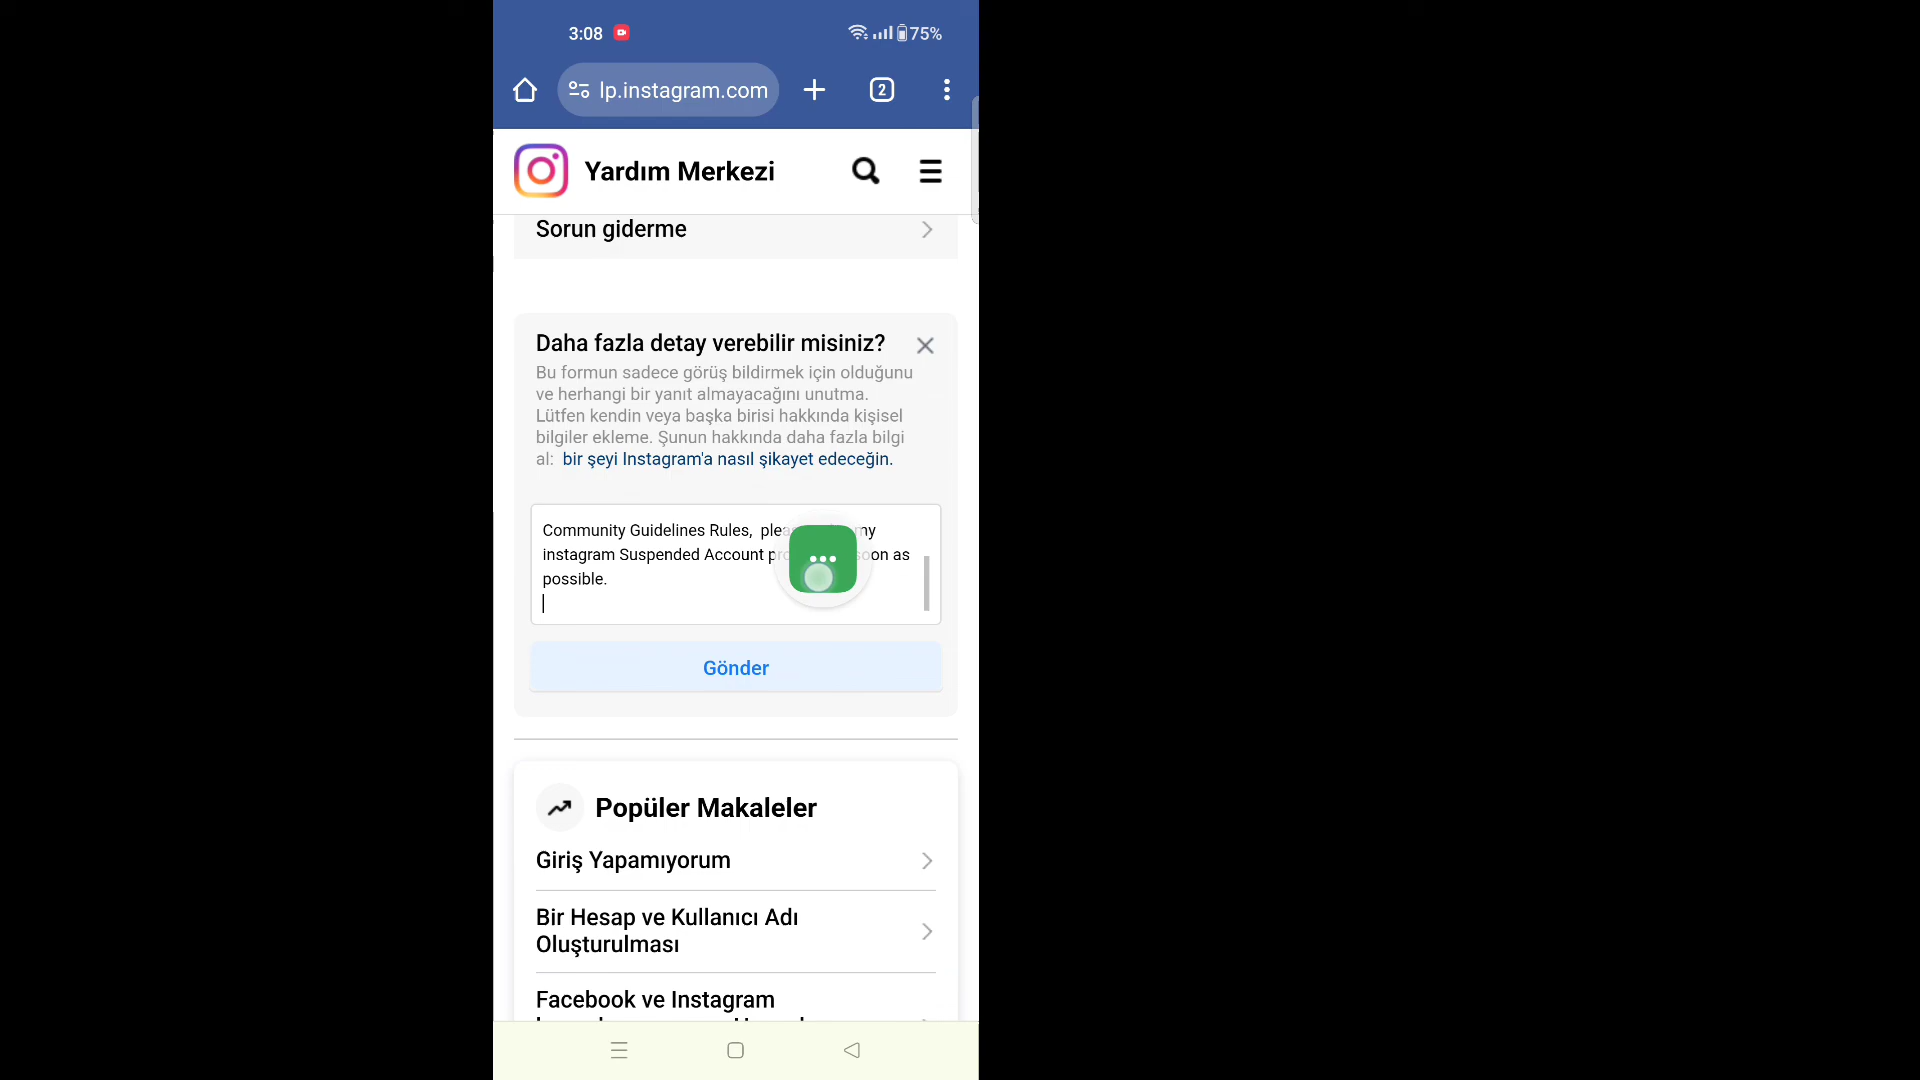 3:08
75%
lp.instagram.com
2
Yardım Merkezi
Sorun giderme
Daha fazla detay verebilir misiniz?
Bu formun sadece görüş bildirmek için olduğunu
ve herhangi bir yanıt almayacağını unutma.
Lütfen kendin veya başka birisi hakkında kişisel
bilgiler ekleme. Şunun hakkında daha fazla bilgi
al: bir şeyi Instagram'a nasıl şikayet edeceğin.
Community Guidelines Rules, my
instagram Suspended Account as
possible.
Gönder
Popüler Makaleler
Giriş Yapamıyorum
Bir Hesap ve Kullanıcı Adı
Oluşturulması
Facebook ve Instagram